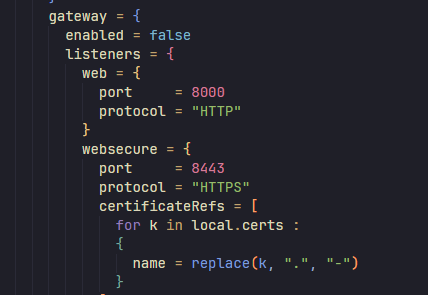 gateway = {
  enabled = false
  listeners = {
    web = {
      port     = 8000
      protocol = "HTTP"
    }
    websecure = {
      port     = 8443
      protocol = "HTTPS"
      certificateRefs = [
        for k in local.certs :
        {
          name = replace(k, ".", "-")
        }